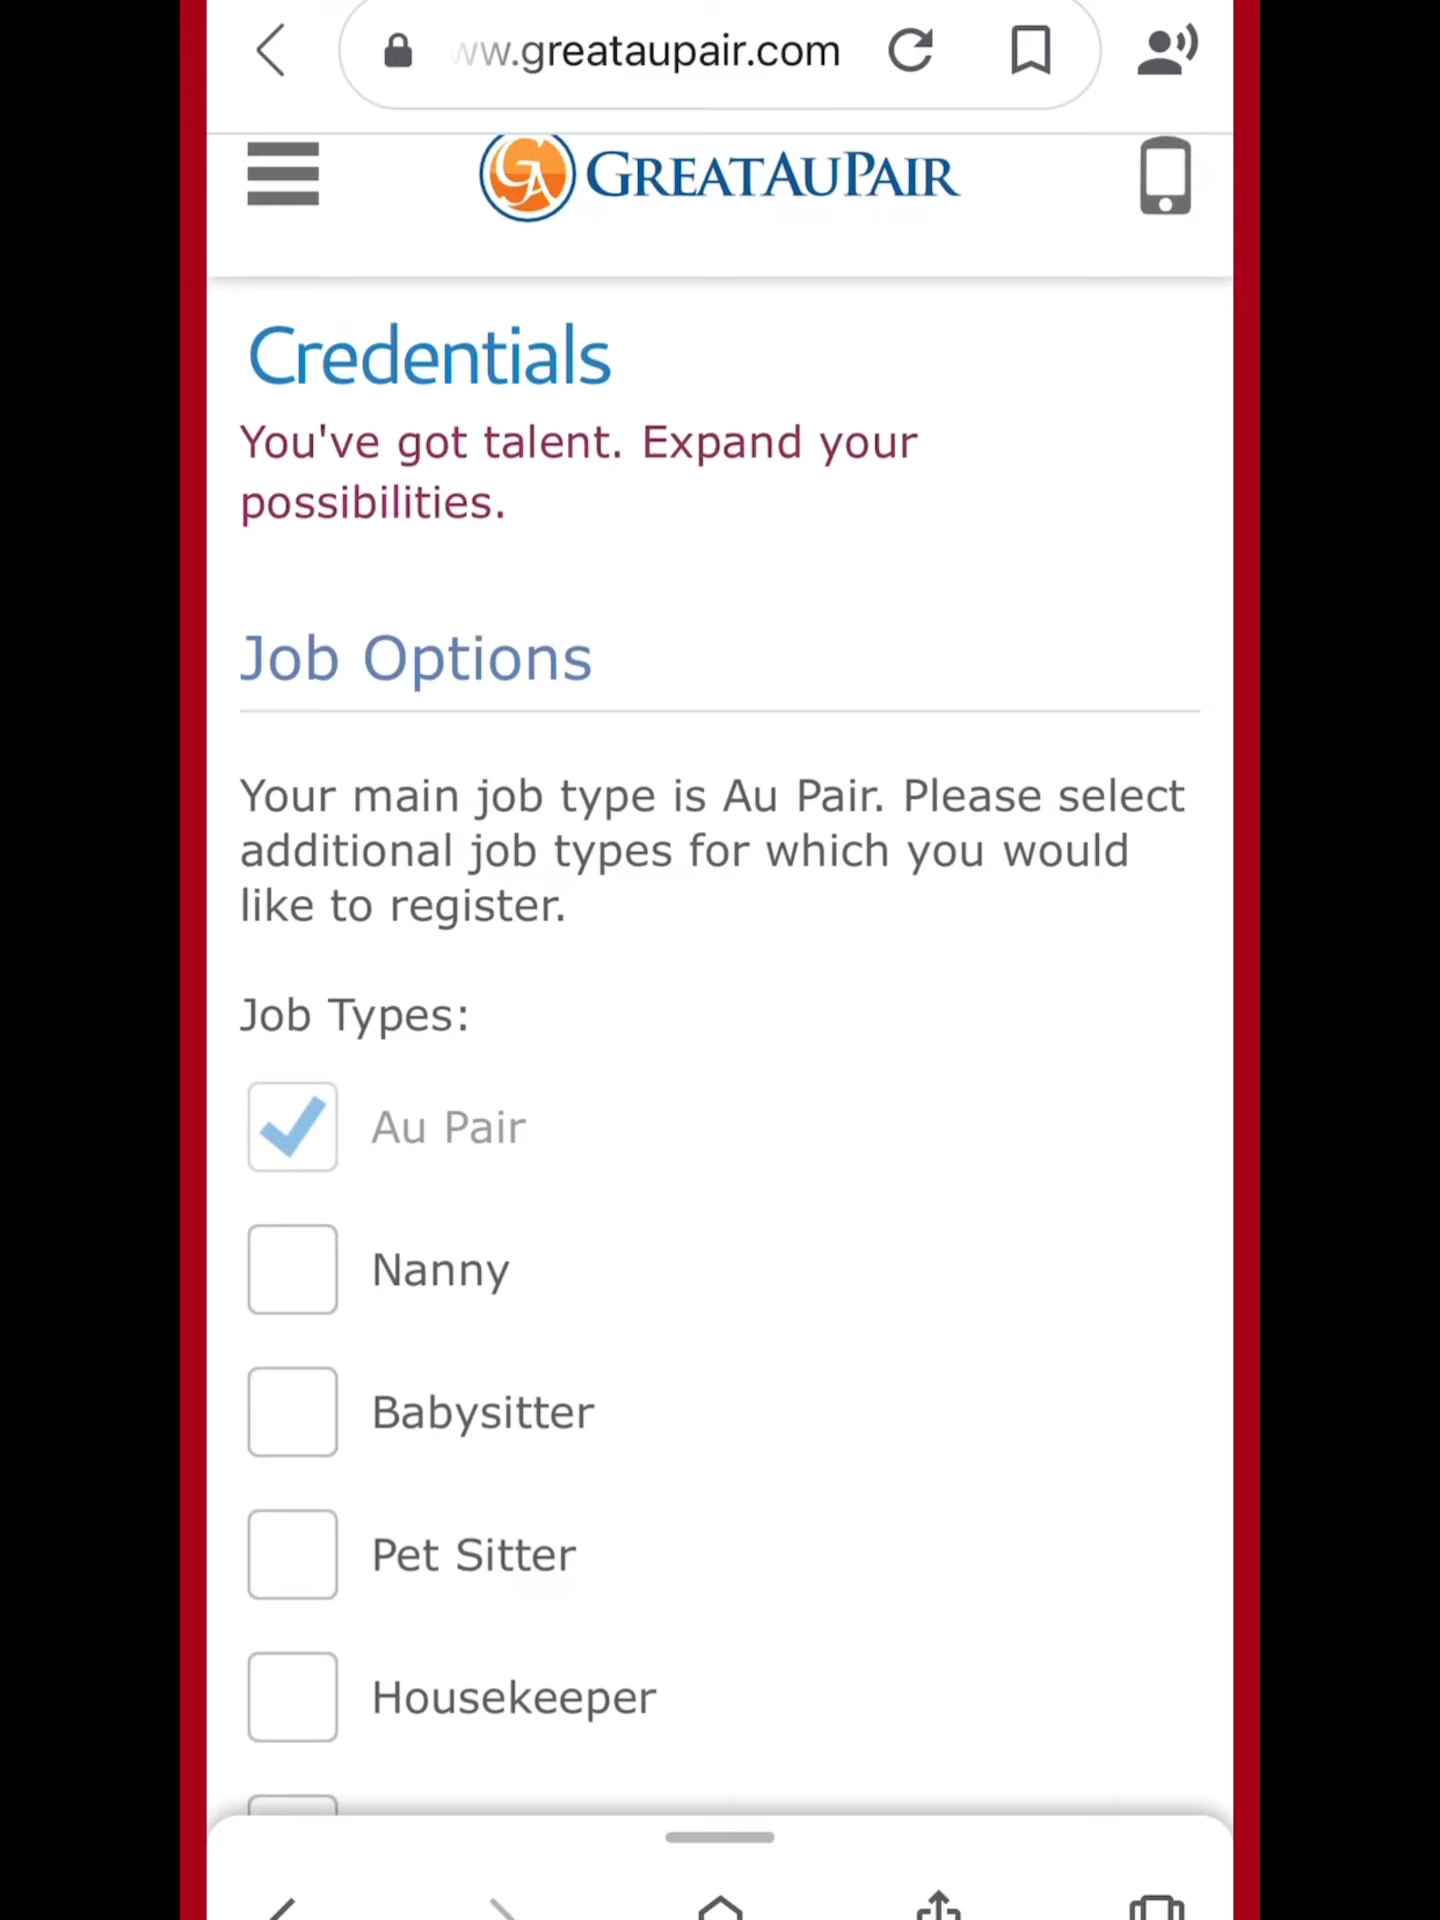 ww.greataupair.com
GA GREATAUPAIR
Credentials
You've got talent. Expand your
possibilities.
Job Options
Your main job type is Au Pair. Please select
additional job types for which you would
like to register.
Job Types:
Au Pair
Nanny
Babysitter
Pet Sitter
Housekeeper